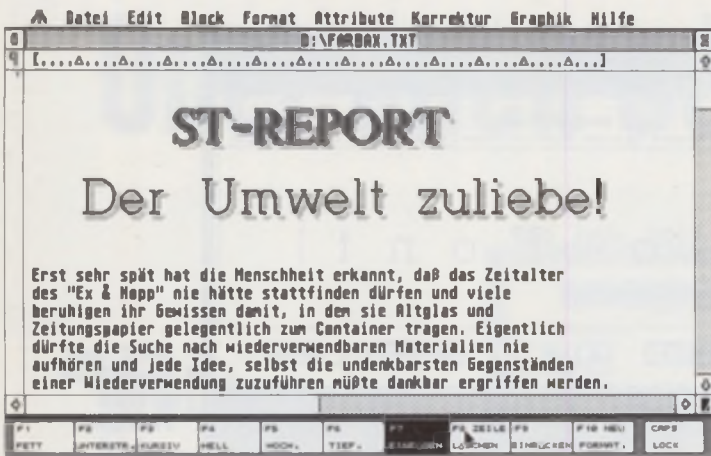 Datei Edit Block Format Attribute Korrektur Graphik Hilfe
D:\FARBAX.TXT
[....Δ....Δ....Δ....Δ....Δ....Δ....Δ....Δ....Δ....Δ....Δ....]
ST-REPORT
Der Umwelt zuliebe!
Erst sehr spät hat die Menschheit erkannt, daß das Zeitalter
des "Ex & Hopp" nie hätte stattfinden dürfen und viele
beruhigen ihr Gewissen damit, in dem sie Altglas und
Zeitungspapier gelegentlich zum Container tragen. Eigentlich
dürfte die Suche nach wiederverwendbaren Materialien nie
aufhören und jede Idee, selbst die undenkbarsten Gegenständen
einer Wiederverwendung zuzuführen müßte dankbar ergriffen werden.
F1 F2 F3 F4 F5 F6 F7 F8 ZEILE F9 F10 NEU CAPS
FETT UNTERSTR. KURSIV HELL HOCH. TIEF. LÖSCHEN EINRÜCKEN FORMAT. LOCK